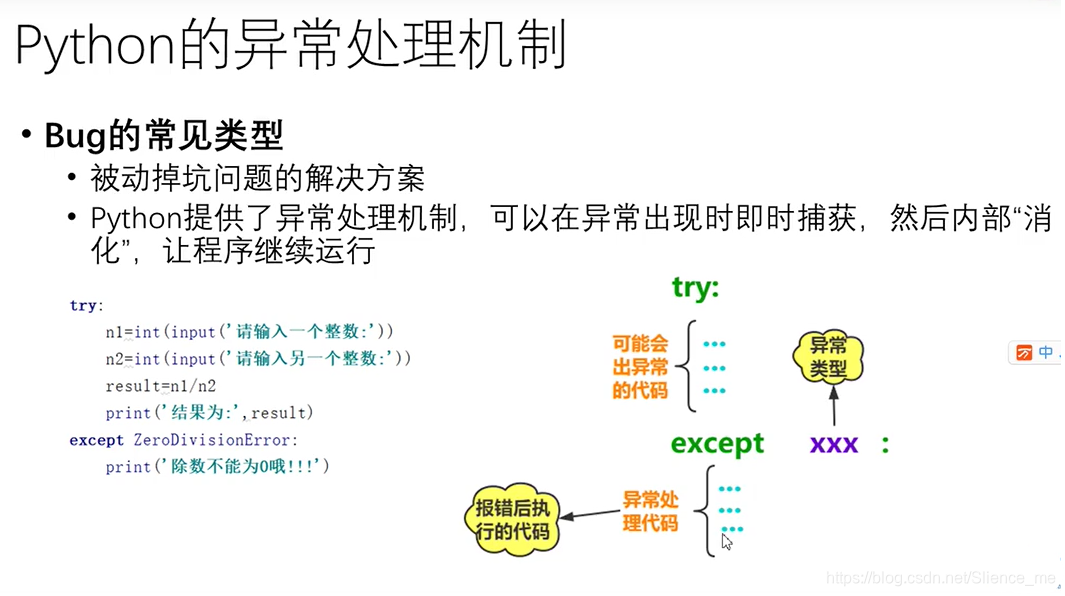 Python的异常处理机制
• Bug的常见类型
• 被动掉坑问题的解决方案
• Python提供了异常处理机制，可以在异常出现时即时捕获，然后内部“消
化”，让程序继续运行
try:
n1=int(input('请输入一个整数:'))
n2=int(input('请输入另一个整数:'))
result=n1/n2
print('结果为:',result)
except ZeroDivisionError:
print('除数不能为0哦!!!')
try:
可能会
出异常
的代码
...
...
...
异常
类型
except xxx :
异常处
理代码
...
...
...
报错后执
行的代码
中
https://blog.csdn.net/Slience_me